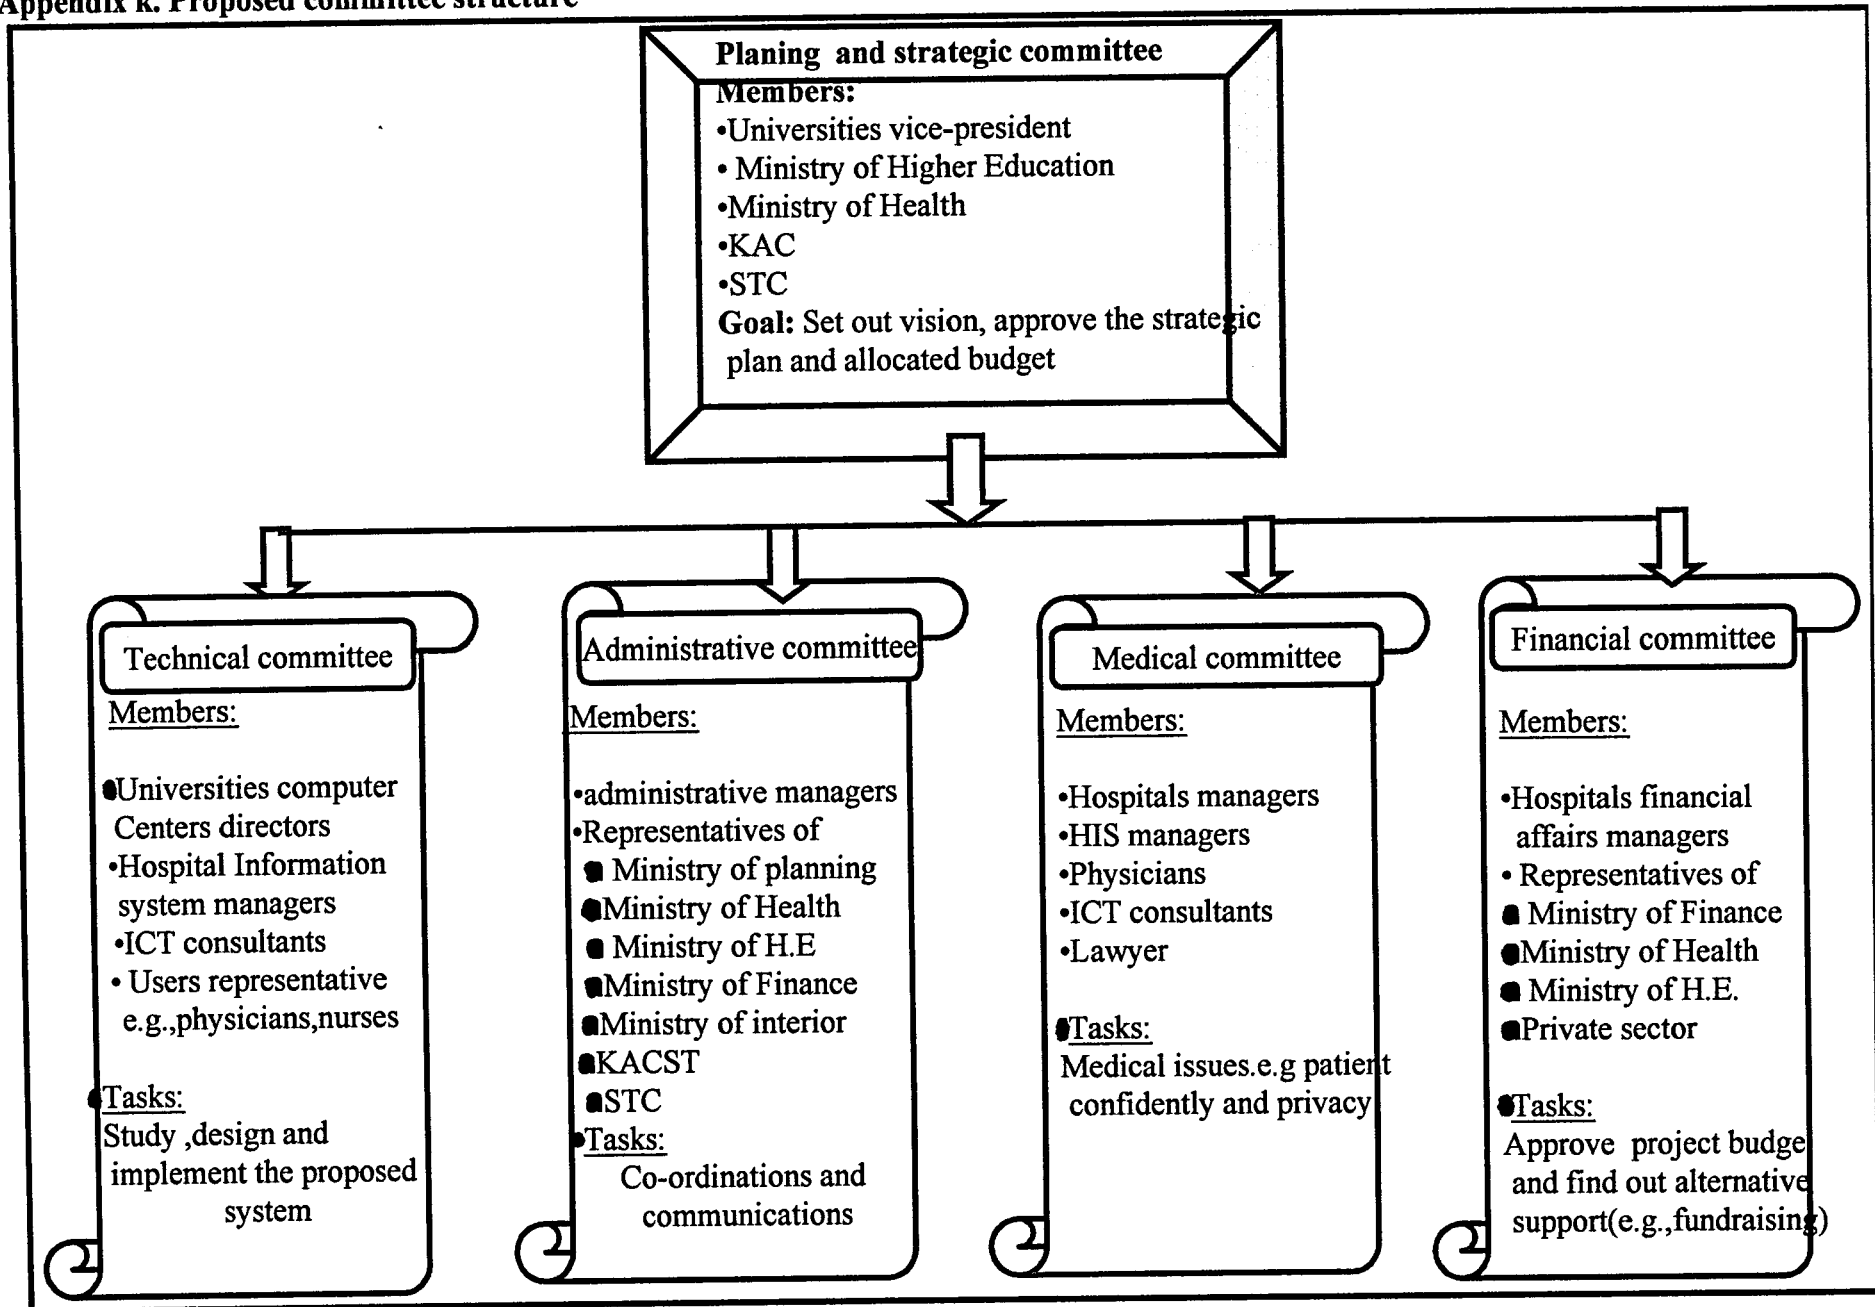 Appendix k. Proposed committee structure
Planing and strategic committee
Members:
•Universities vice-president
• Ministry of Higher Education
•Ministry of Health
•KAC
•STC
Goal: Set out vision, approve the strategic
plan and allocated budget
Technical committee
Members:
•Universities computer
Centers directors
•Hospital Information
system managers
•ICT consultants
• Users representative
e.g.,physicians,nurses
•Tasks:
Study ,design and
implement the proposed
system
Administrative committee
Members:
•administrative managers
•Representatives of
• Ministry of planning
•Ministry of Health
• Ministry of H.E
•Ministry of Finance
•Ministry of interior
•KACST
•STC
•Tasks:
Co-ordinations and
communications
Medical committee
Members:
•Hospitals managers
•HIS managers
•Physicians
•ICT consultants
•Lawyer
•Tasks:
Medical issues.e.g patient
confidently and privacy
Financial committee
Members:
•Hospitals financial
affairs managers
• Representatives of
• Ministry of Finance
•Ministry of Health
• Ministry of H.E.
•Private sector
•Tasks:
Approve project budget
and find out alternative
support(e.g.,fundraising)